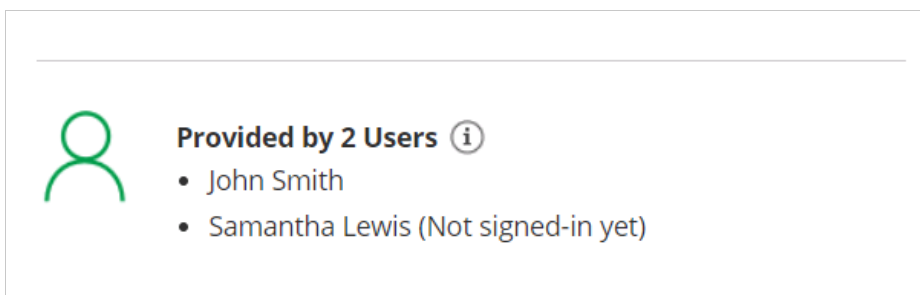 Provided by 2 Users i
• John Smith
• Samantha Lewis (Not signed-in yet)